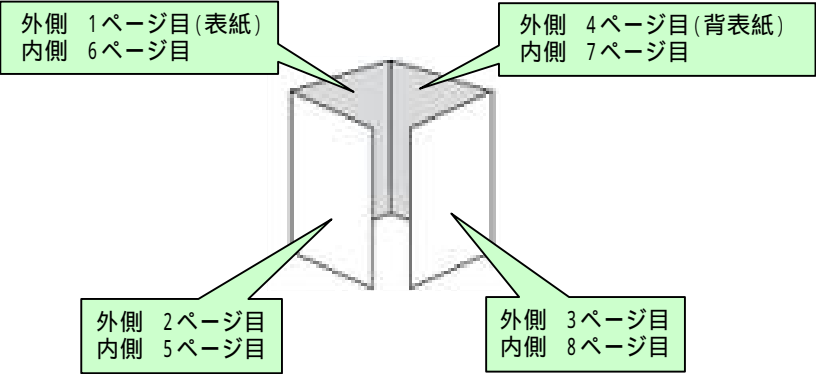 外側 1ページ目(表紙)
内側 6ページ目
外側 4ページ目(背表紙)
内側 7ページ目
外側 2ページ目
内側 5ページ目
外側 3ページ目
内側 8ページ目